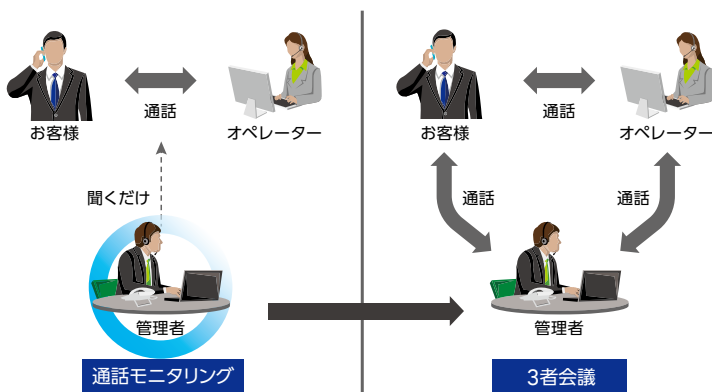 通話
お客様
オペレーター
聞くだけ
管理者
通話モニタリング
通話
お客様
オペレーター
通話
通話
管理者
3者会議